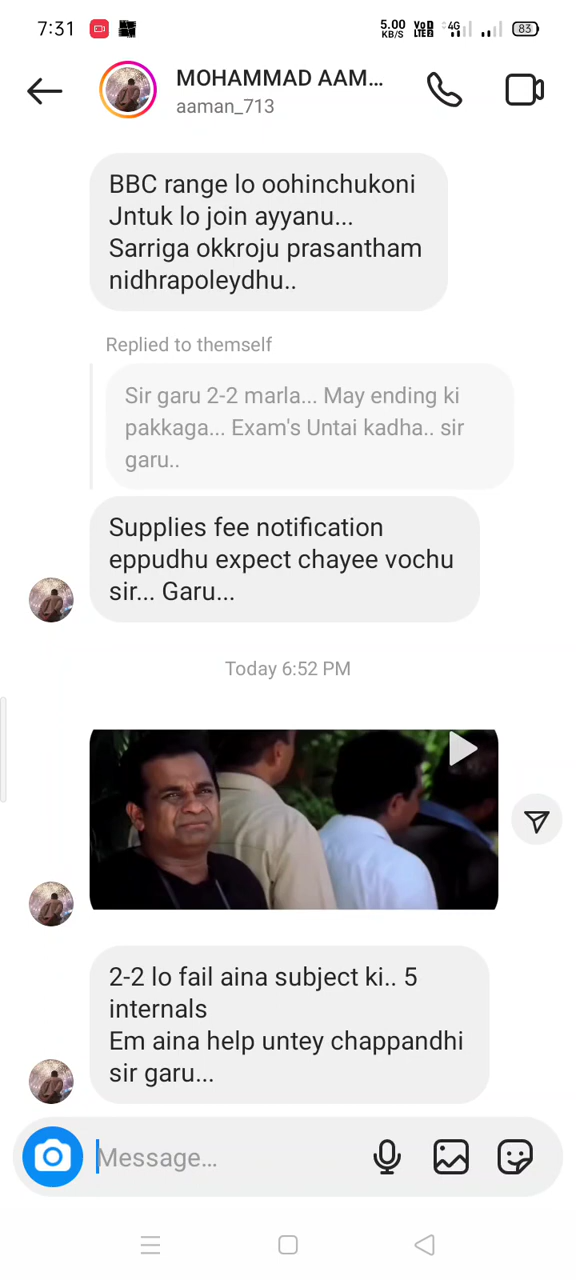 7:31
5.00 KB/S VoD LTE2 4G 83
MOHAMMAD AAM...
aaman_713
BBC range lo oohinchukoni
Jntuk lo join ayyanu...
Sarriga okkroju prasantham
nidhrapoleydhu..
Replied to themself
Sir garu 2-2 marla... May ending ki
pakkaga... Exam's Untai kadha.. sir
garu..
Supplies fee notification
eppudhu expect chayee vochu
sir... Garu...
Today 6:52 PM
2-2 lo fail aina subject ki.. 5
internals
Em aina help untey chappandhi
sir garu...
Message...